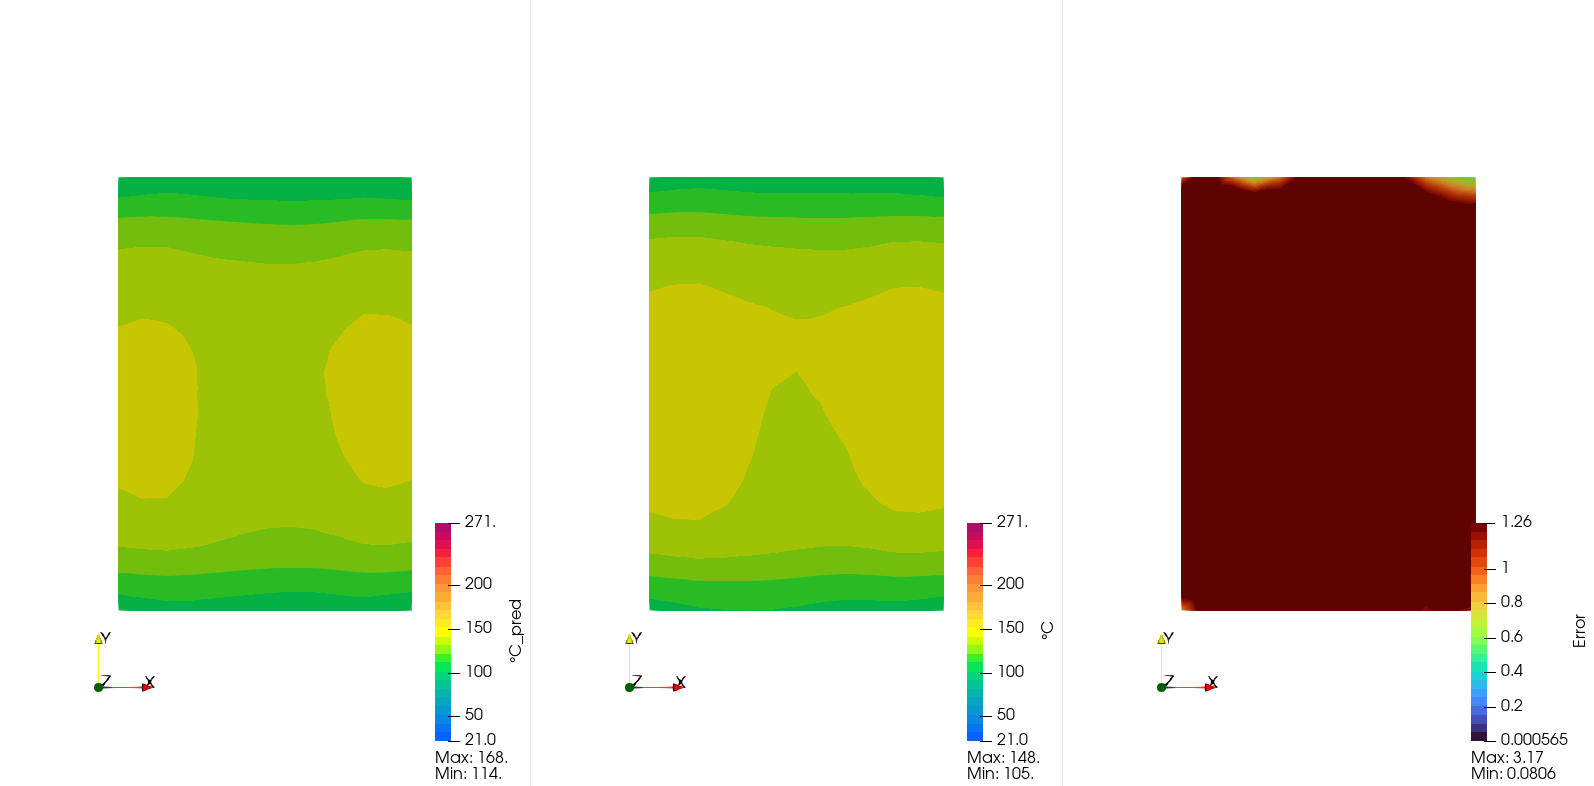 271.
200
150
100
50
21.0
°C_pred
Max: 168.
Min: 114.
Y
Z
X
271.
200
150
100
50
21.0
°C
Max: 148.
Min: 105.
Y
Z
X
1.26
1
0.8
0.6
0.4
0.2
0.000565
Error
Max: 3.17
Min: 0.0806
Y
Z
X